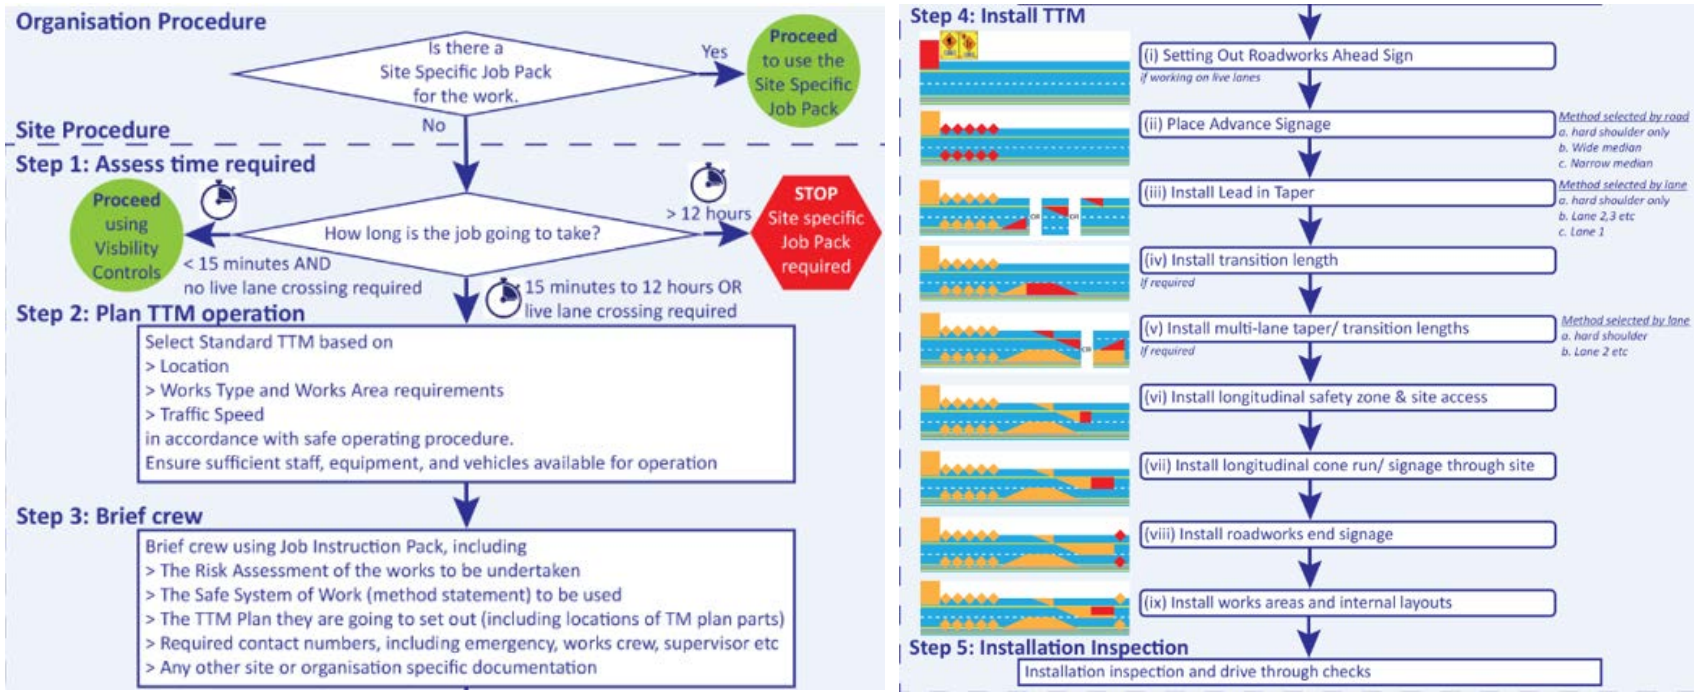 Organisation Procedure
Is there a
Site Specific Job Pack
for the work.
Yes
Proceed
to use the
Site Specific
Job Pack
No
Site Procedure
Step 1: Assess time required
Proceed
using
Visbility
Controls
How long is the job going to take?
> 12 hours
STOP
Site specific
Job Pack
required
< 15 minutes AND
no live lane crossing required
15 minutes to 12 hours OR
live lane crossing required
Step 2: Plan TTM operation
Select Standard TTM based on
> Location
> Works Type and Works Area requirements
> Traffic Speed
in accordance with safe operating procedure.
Ensure sufficient staff, equipment, and vehicles available for operation
Step 3: Brief crew
Brief crew using Job Instruction Pack, including
> The Risk Assessment of the works to be undertaken
> The Safe System of Work (method statement) to be used
> The TTM Plan they are going to set out (including locations of TM plan parts)
> Required contact numbers, including emergency, works crew, supervisor etc
> Any other site or organisation specific documentation
Step 4: Install TTM
(i) Setting Out Roadworks Ahead Sign
if working on live lanes
(ii) Place Advance Signage
Method selected by road
a. hard shoulder only
b. Wide median
c. Narrow median
(iii) Install Lead in Taper
OR
OR
Method selected by lane
a. hard shoulder only
b. Lane 2,3 etc
c. Lane 1
(iv) Install transition length
If required
(v) Install multi-lane taper/ transition lengths
OR
If required
Method selected by lane
a. hard shoulder
b. Lane 2 etc
(vi) Install longitudinal safety zone & site access
(vii) Install longitudinal cone run/ signage through site
(viii) Install roadworks end signage
(ix) Install works areas and internal layouts
Step 5: Installation Inspection
Installation inspection and drive through checks